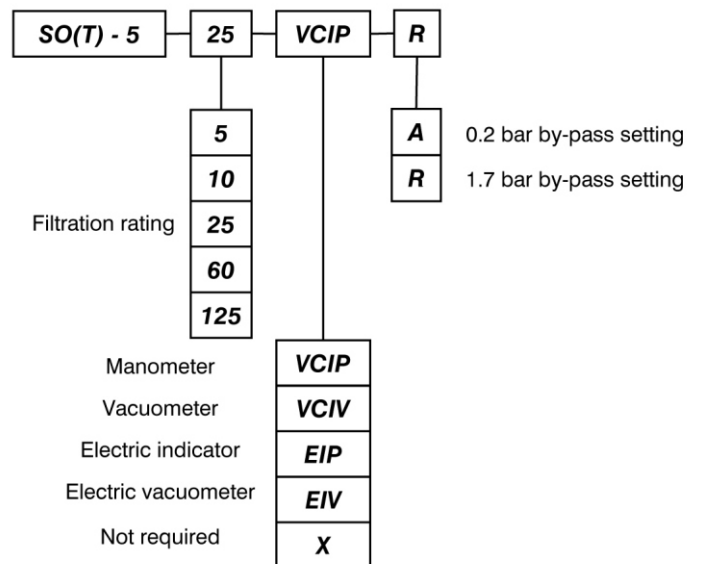 SO(T) - 5 25 VCIP R
5 A 0.2 bar by-pass setting
10 R 1.7 bar by-pass setting
Filtration rating 25
60
125
Manometer VCIP
Vacuometer VCIV
Electric indicator EIP
Electric vacuometer EIV
Not required X